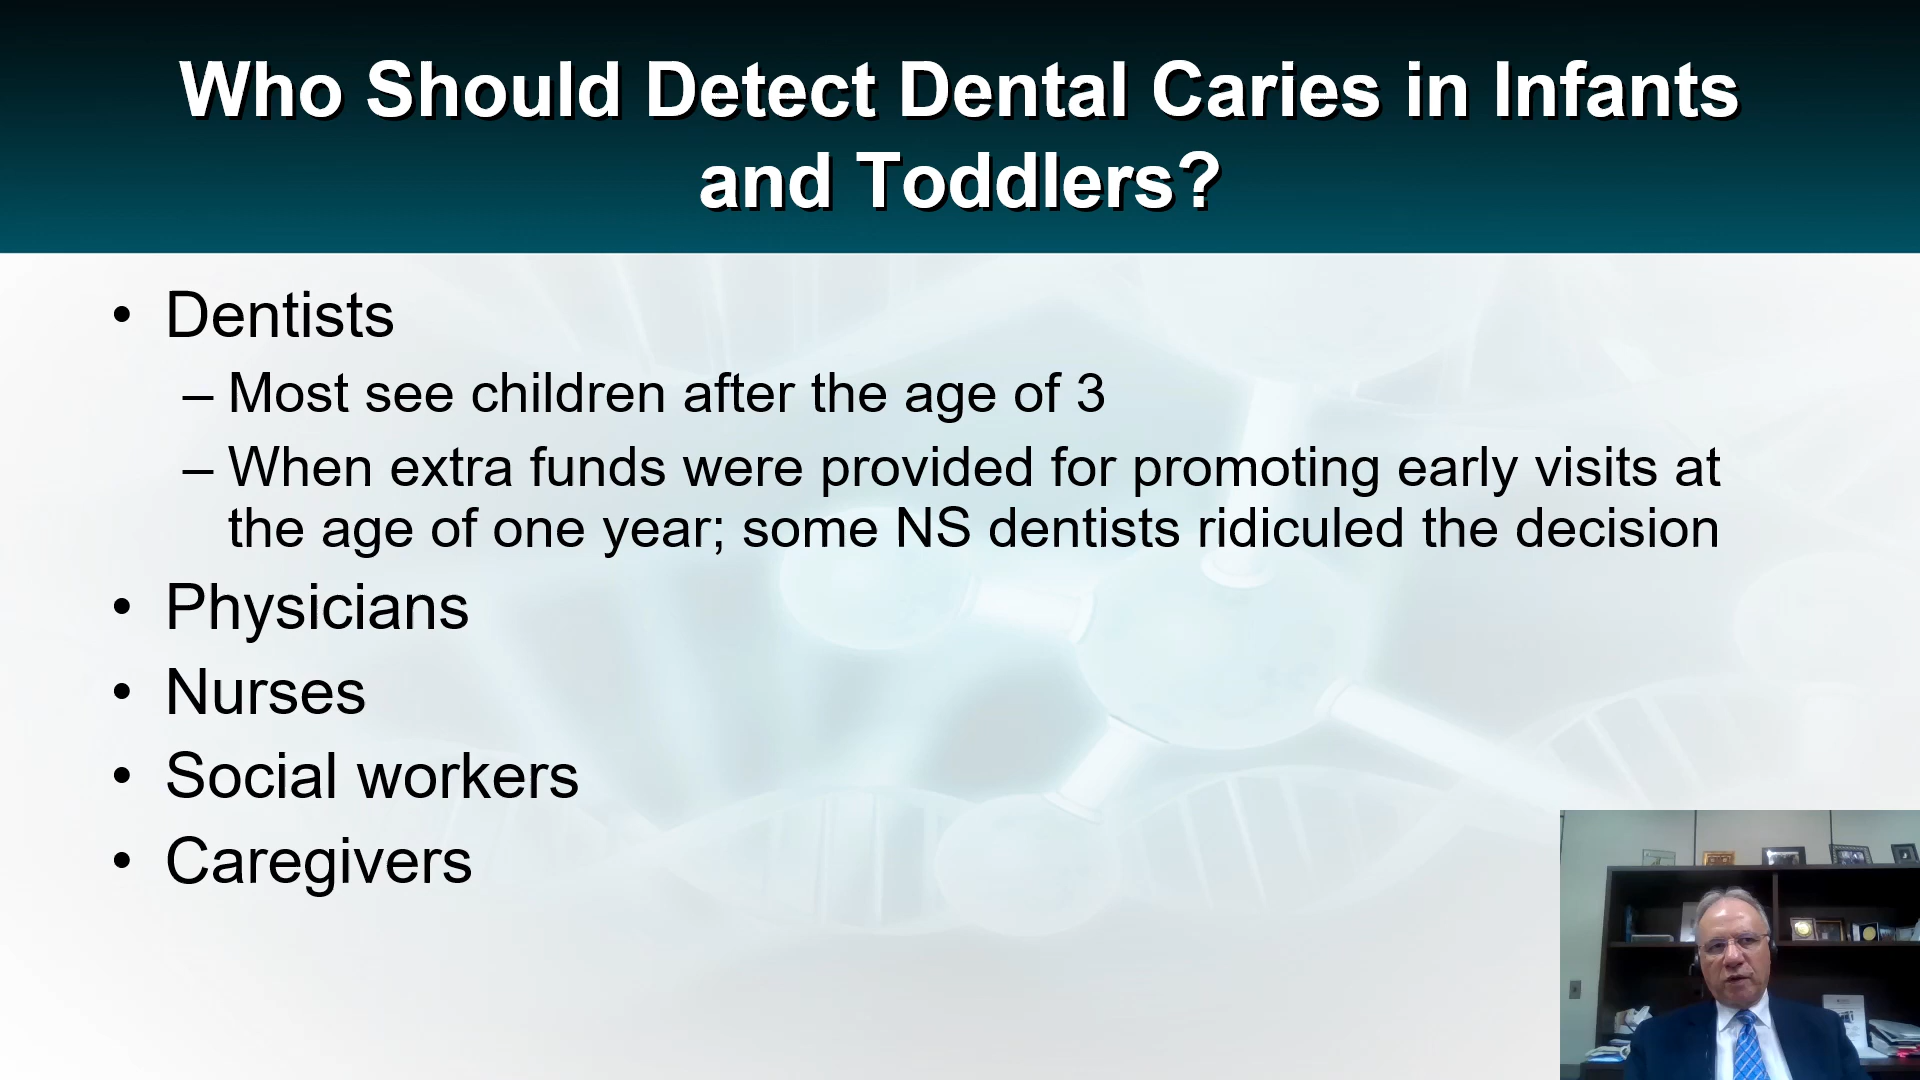 Who Should Detect Dental Caries in Infants
and Toddlers?
• Dentists
– Most see children after the age of 3
– When extra funds were provided for promoting early visits at
the age of one year; some NS dentists ridiculed the decision
• Physicians
• Nurses
• Social workers
• Caregivers